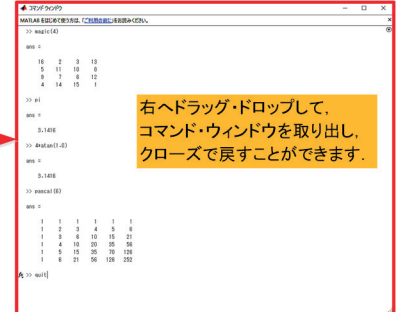 コマンド ウィンドウ
MATLAB をはじめて使う方は、「ご利用の前に」をお読みください。
>> magic(4)
ans =
16 2 3 13
5 11 10 8
9 7 6 12
4 14 15 1
>> pi
ans =
3.1416
>> 4*atan(1.0)
ans =
3.1416
>> pascal(6)
ans =
1 1 1 1 1 1
1 2 3 4 5 6
1 3 6 10 15 21
1 4 10 20 35 56
1 5 15 35 70 126
1 6 21 56 126 252
fx >> quit
右へドラッグ・ドロップして,
コマンド・ウィンドウを取り出し,
クローズで戻すことができます.